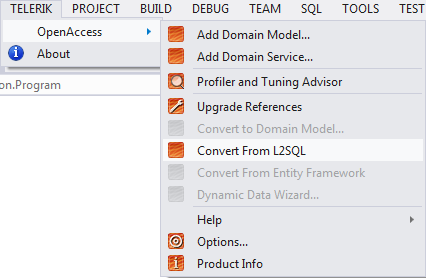 TELERIK PROJECT BUILD DEBUG TEAM SQL TOOLS TEST
OpenAccess
About
on.Program
Add Domain Model...
Add Domain Service...
Profiler and Tuning Advisor
Upgrade References
Convert to Domain Model...
Convert From L2SQL
Convert From Entity Framework
Dynamic Data Wizard...
Help
Options...
Product Info